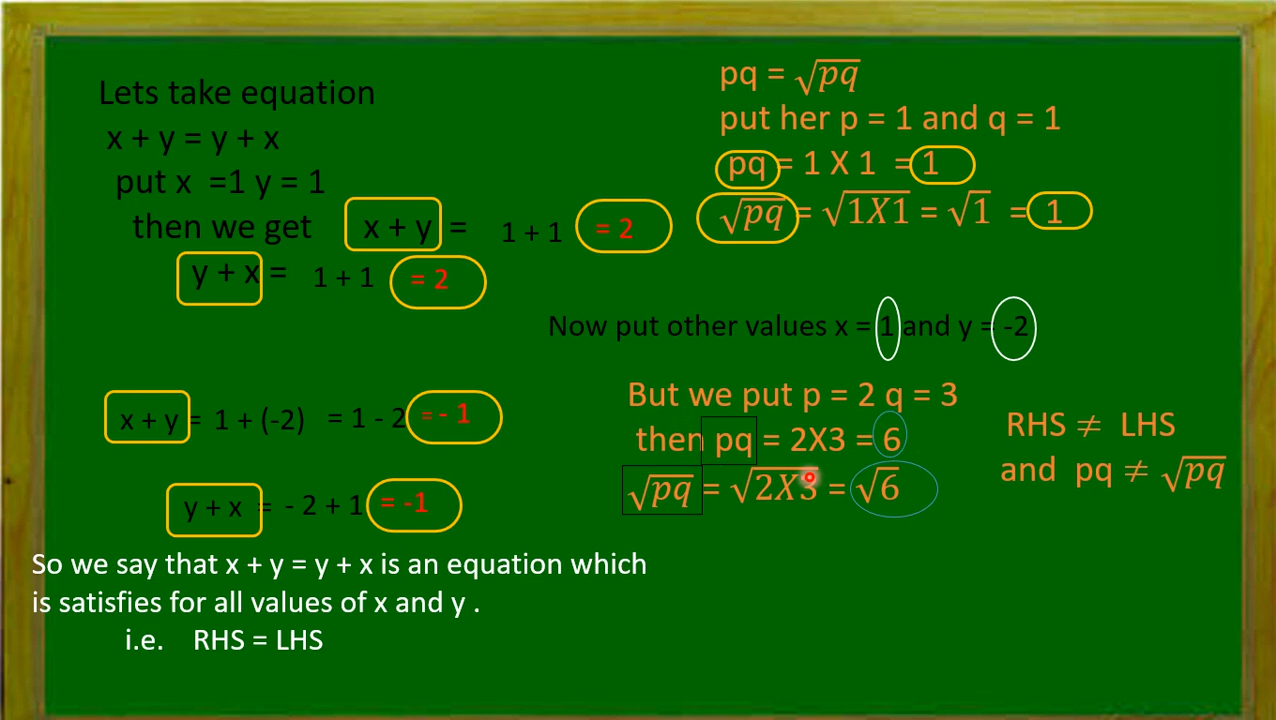 Lets take equation
x + y = y + x
put x =1 y = 1
then we get x + y = 1 + 1 = 2
y + x = 1 + 1 = 2
pq = √pq
put her p = 1 and q = 1
pq = 1 X 1 = 1
√pq = √1X1 = √1 = 1
Now put other values x = 1 and y = -2
x + y = 1 + (-2) = 1 - 2 = - 1
y + x = - 2 + 1 = -1
But we put p = 2 q = 3
then pq = 2X3 = 6
√pq = √2X3 = √6
RHS ≠ LHS
and pq ≠ √pq
So we say that x + y = y + x is an equation which
is satisfies for all values of x and y .
i.e. RHS = LHS